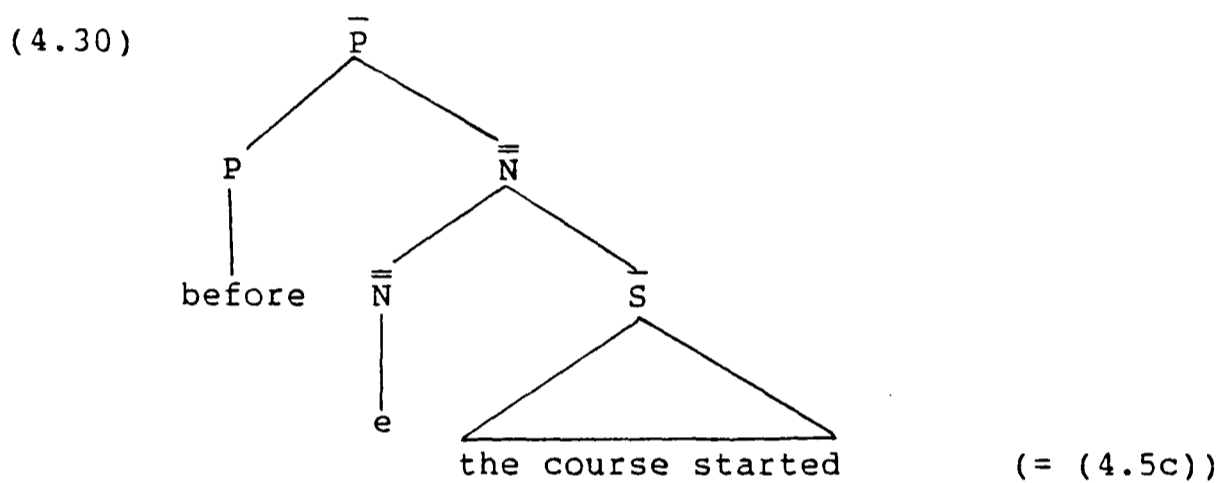 (4.30) P̄
P N̿
before N̿ S̄
e
the course started (= (4.5c))